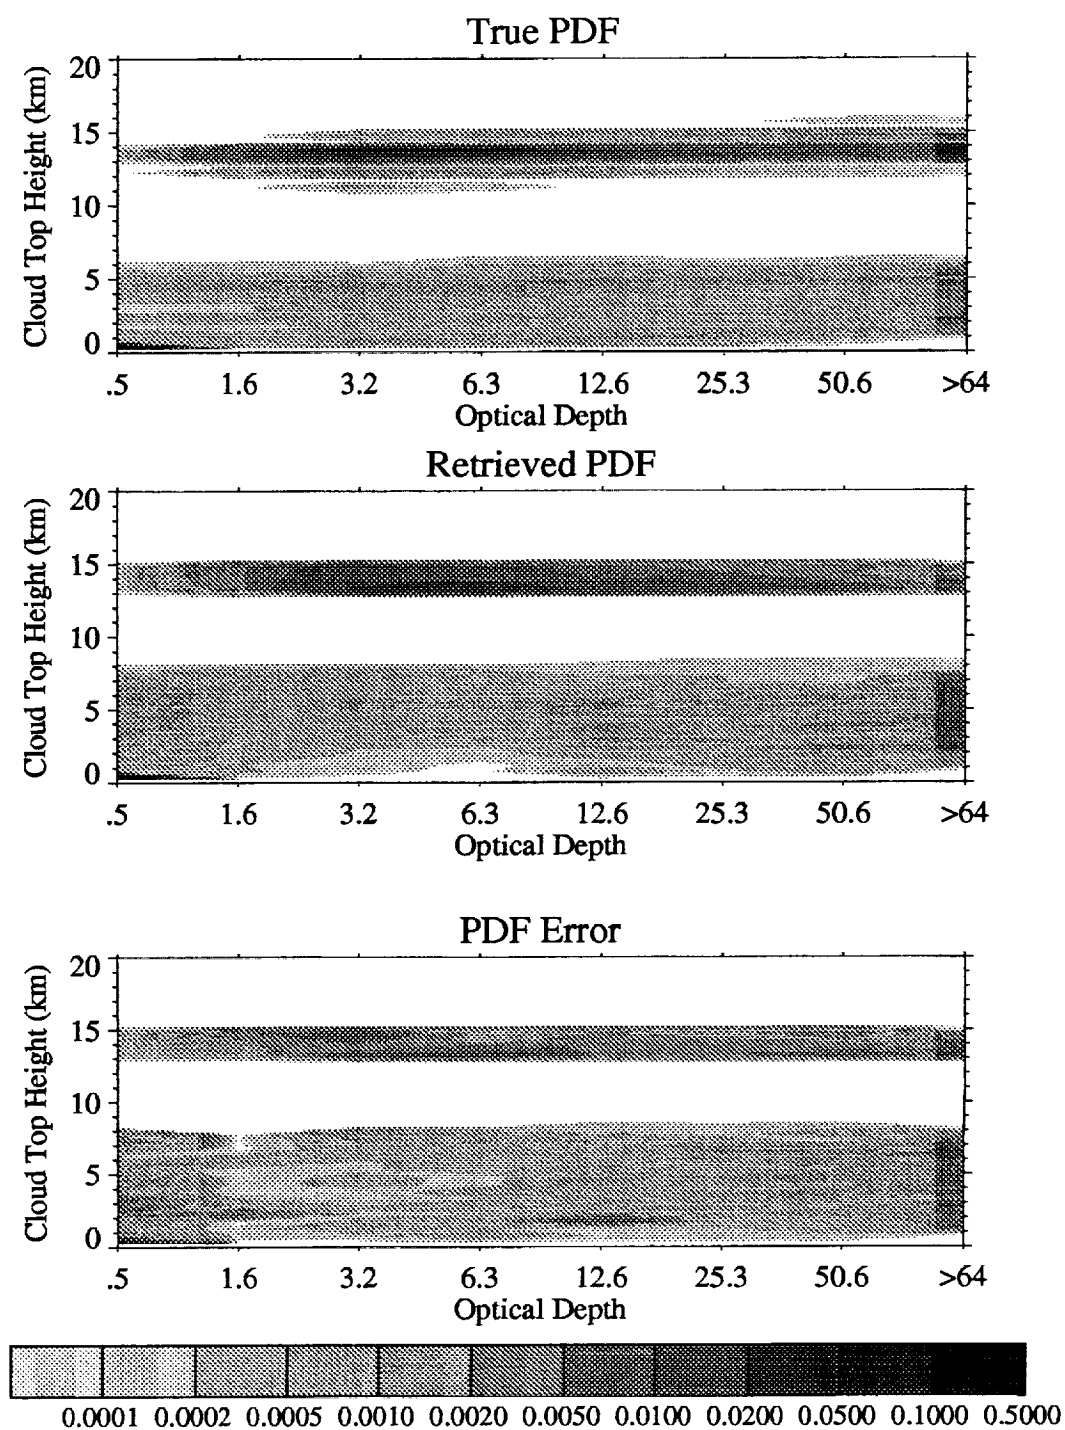 True PDF
Cloud Top Height (km)
20
15
10
5
0
.5 1.6 3.2 6.3 12.6 25.3 50.6 >64
Optical Depth
Retrieved PDF
Cloud Top Height (km)
20
15
10
5
0
.5 1.6 3.2 6.3 12.6 25.3 50.6 >64
Optical Depth
PDF Error
Cloud Top Height (km)
20
15
10
5
0
.5 1.6 3.2 6.3 12.6 25.3 50.6 >64
Optical Depth
0.0001 0.0002 0.0005 0.0010 0.0020 0.0050 0.0100 0.0200 0.0500 0.1000 0.5000